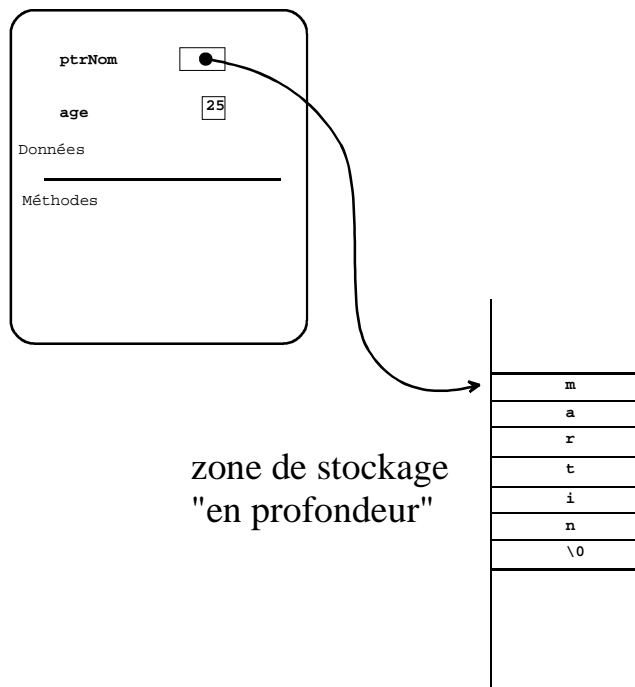 ptrNom
age
25
Données
Méthodes
zone de stockage
"en profondeur"
m
a
r
t
i
n
\0